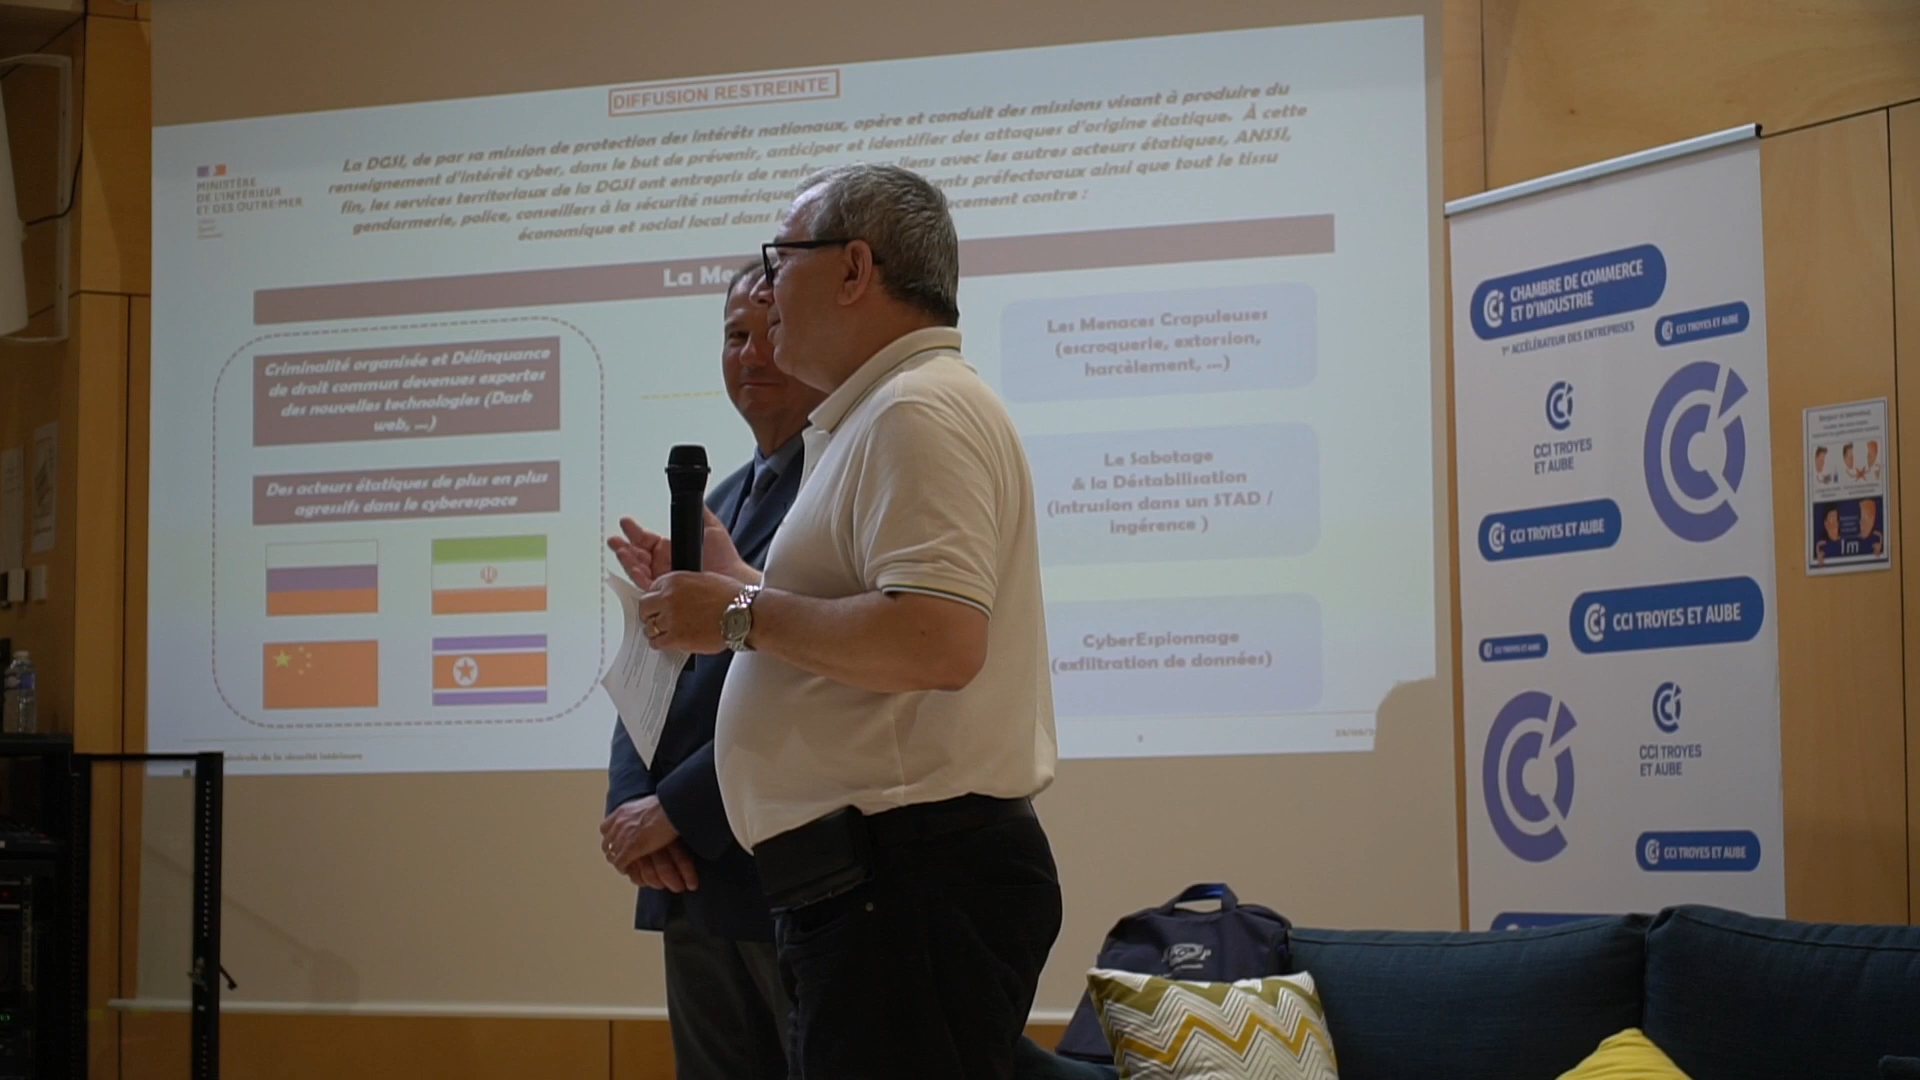 DIFFUSION RESTREINTE
MINISTÈRE
DE L'INTÉRIEUR
ET DES OUTRE-MER
La DGSI, de par sa mission de protection des intérêts nationaux, opère et conduit des missions visant à produire du
renseignement d'intérêt cyber, dans le but de prévenir, anticiper et identifier des attaques d'origine étatique. À cette
fin, les services territoriaux de la DGSI ont entrepris de liens avec les autres acteurs étatiques, ANSSI,
gendarmerie, police, conseillers à la sécurité préfectoraux ainsi que tout le tissu
économique et social local dans contre :
La
Criminalité organisée et Délinquance
de droit commun devenues expertes
des nouvelles technologies (Dark
web, ...)
Des acteurs étatiques de plus en plus
agressifs dans le cyberespace
Les Menaces Crapuleuses
(escroquerie, extorsion,
harcèlement, ...)
Le Sabotage
& la Déstabilisation
(intrusion dans un STAD /
ingérence )
CyberEspionnage
(exfiltration de données)
de la sécurité intérieure
CHAMBRE DE COMMERCE
ET D'INDUSTRIE
1er ACCÉLÉRATEUR DES ENTREPRISES
CCI TROYES ET AUBE
CCI TROYES
ET AUBE
CCI TROYES ET AUBE
CCI TROYES ET AUBE
CCI TROYES ET AUBE
CCI TROYES
ET AUBE
CCI TROYES ET AUBE
1m